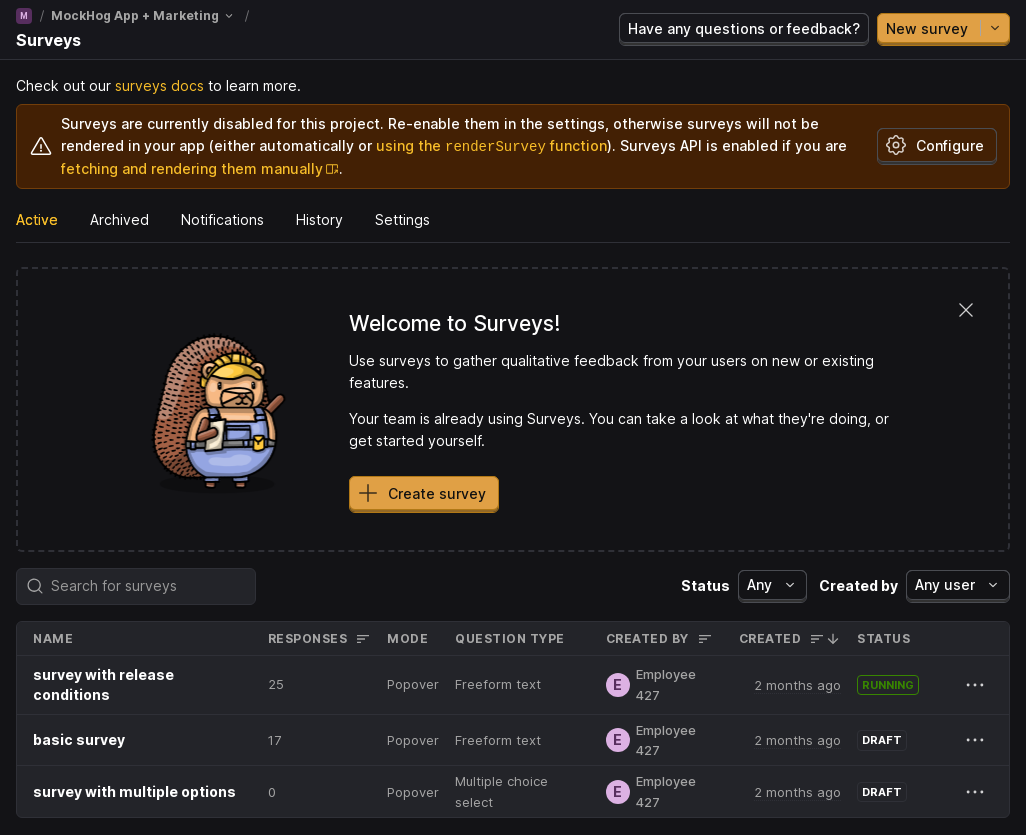 M / MockHog App + Marketing /
Surveys
Have any questions or feedback?
New survey
Check out our surveys docs to learn more.
Surveys are currently disabled for this project. Re-enable them in the settings, otherwise surveys will not be
rendered in your app (either automatically or using the renderSurvey function). Surveys API is enabled if you are
fetching and rendering them manually.
Configure
Active Archived Notifications History Settings
Welcome to Surveys!
Use surveys to gather qualitative feedback from your users on new or existing
features.
Your team is already using Surveys. You can take a look at what they're doing, or
get started yourself.
Create survey
Search for surveys
Status Any Created by Any user
NAME RESPONSES MODE QUESTION TYPE CREATED BY CREATED STATUS
survey with release
conditions
25 Popover Freeform text E Employee
427
2 months ago RUNNING
basic survey 17 Popover Freeform text E Employee
427
2 months ago DRAFT
survey with multiple options 0 Popover Multiple choice
select
E Employee
427
2 months ago DRAFT